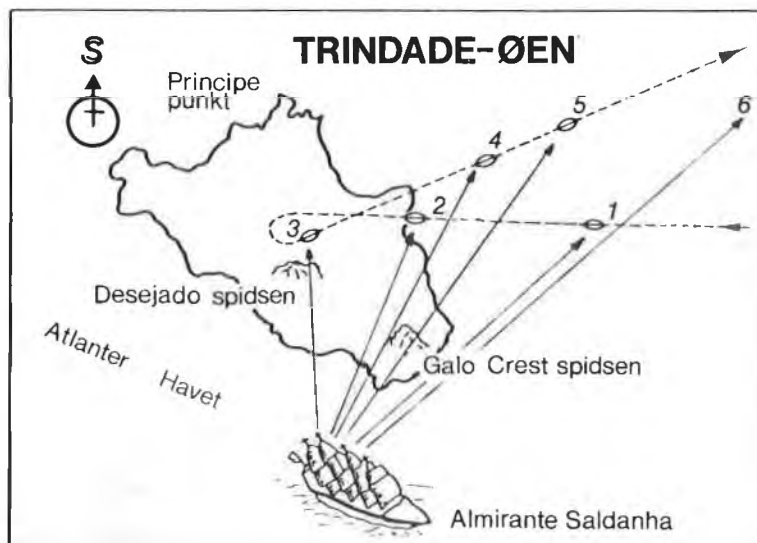 S
TRINDADE-ØEN
Principe
punkt
6
5
4
2
1
3
Desejado spidsen
Galo Crest spidsen
Atlanter Havet
Almirante Saldanha